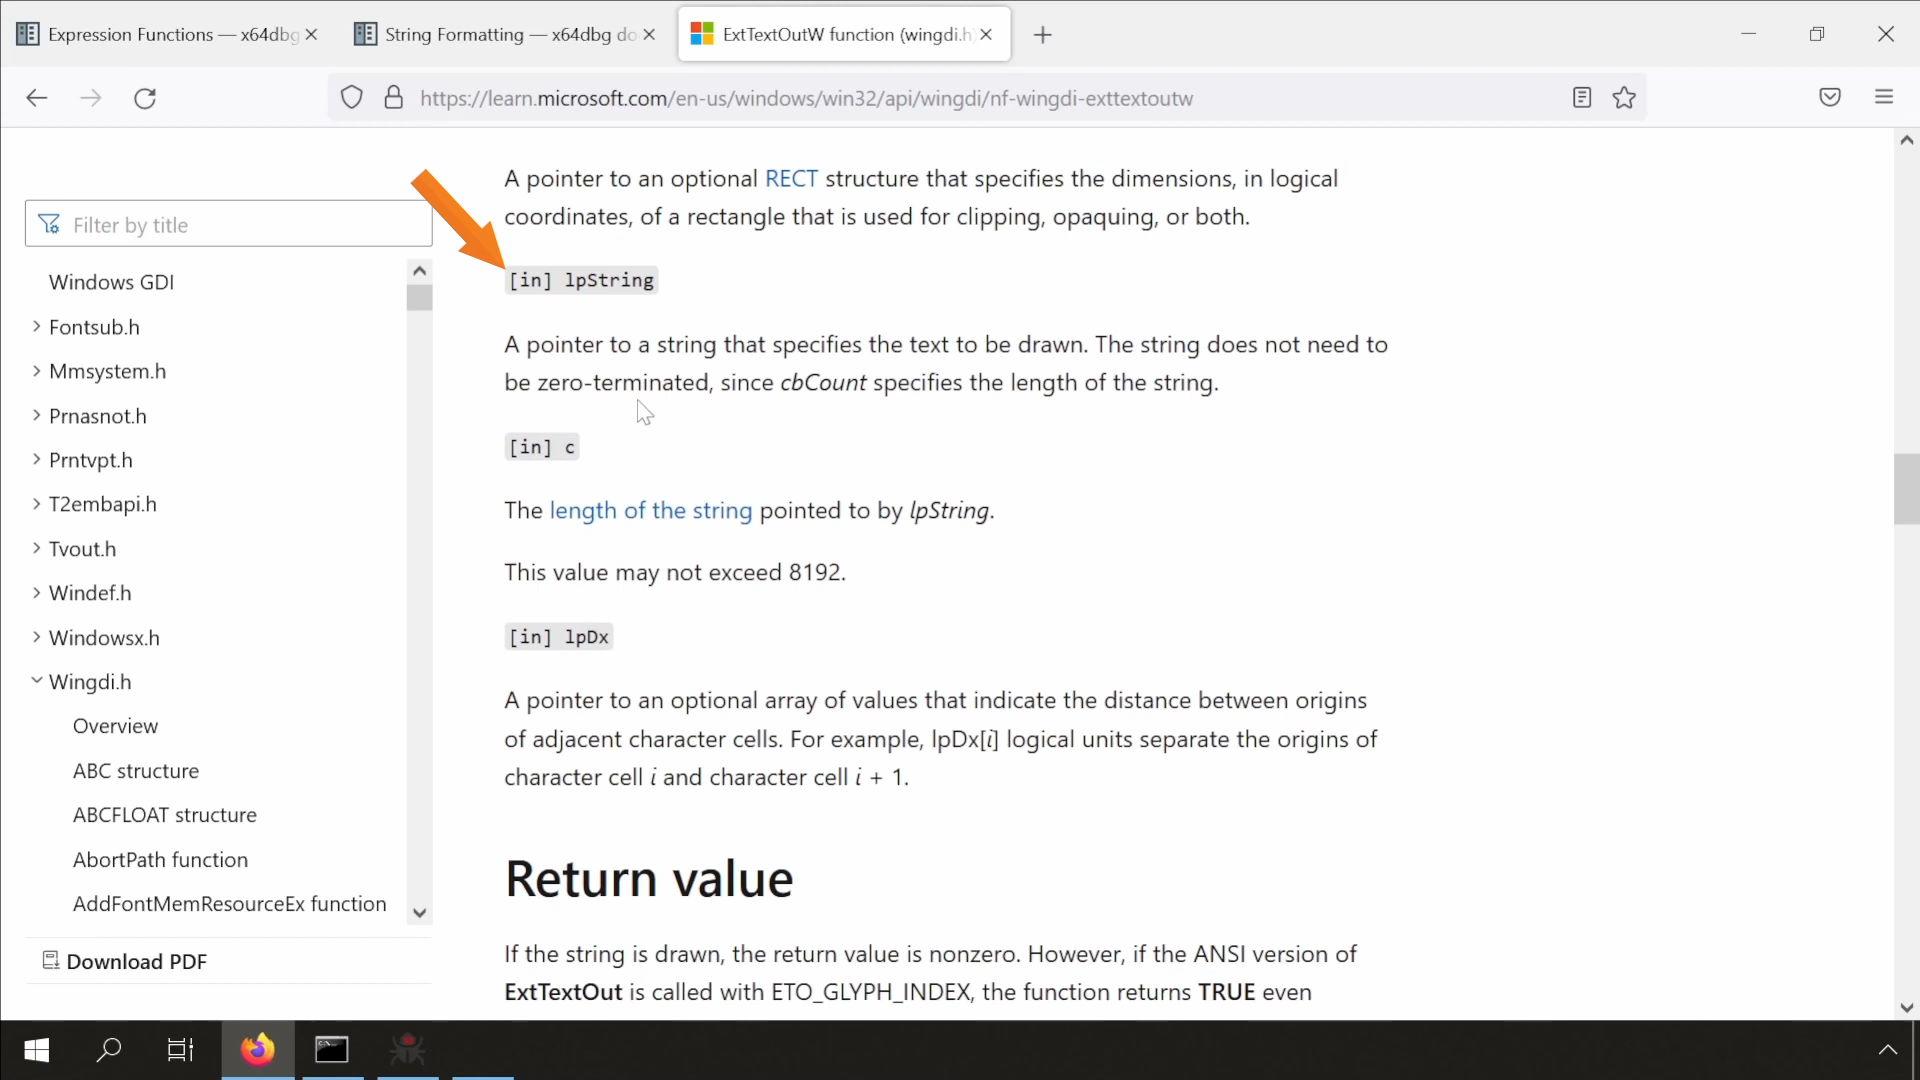 Expression Functions — x64dbg
String Formatting — x64dbg do
ExtTextOutW function (wingdi.h)
https://learn.microsoft.com/en-us/windows/win32/api/wingdi/nf-wingdi-exttextoutw
Filter by title
Windows GDI
Fontsub.h
Mmsystem.h
Prnasnot.h
Prntvpt.h
T2embapi.h
Tvout.h
Windef.h
Windowsx.h
Wingdi.h
Overview
ABC structure
ABCFLOAT structure
AbortPath function
AddFontMemResourceEx function
Download PDF
A pointer to an optional RECT structure that specifies the dimensions, in logical
coordinates, of a rectangle that is used for clipping, opaquing, or both.
[in] lpString
A pointer to a string that specifies the text to be drawn. The string does not need to
be zero-terminated, since cbCount specifies the length of the string.
[in] c
The length of the string pointed to by lpString.
This value may not exceed 8192.
[in] lpDx
A pointer to an optional array of values that indicate the distance between origins
of adjacent character cells. For example, lpDx[i] logical units separate the origins of
character cell i and character cell i + 1.
Return value
If the string is drawn, the return value is nonzero. However, if the ANSI version of
ExtTextOut is called with ETO_GLYPH_INDEX, the function returns TRUE even